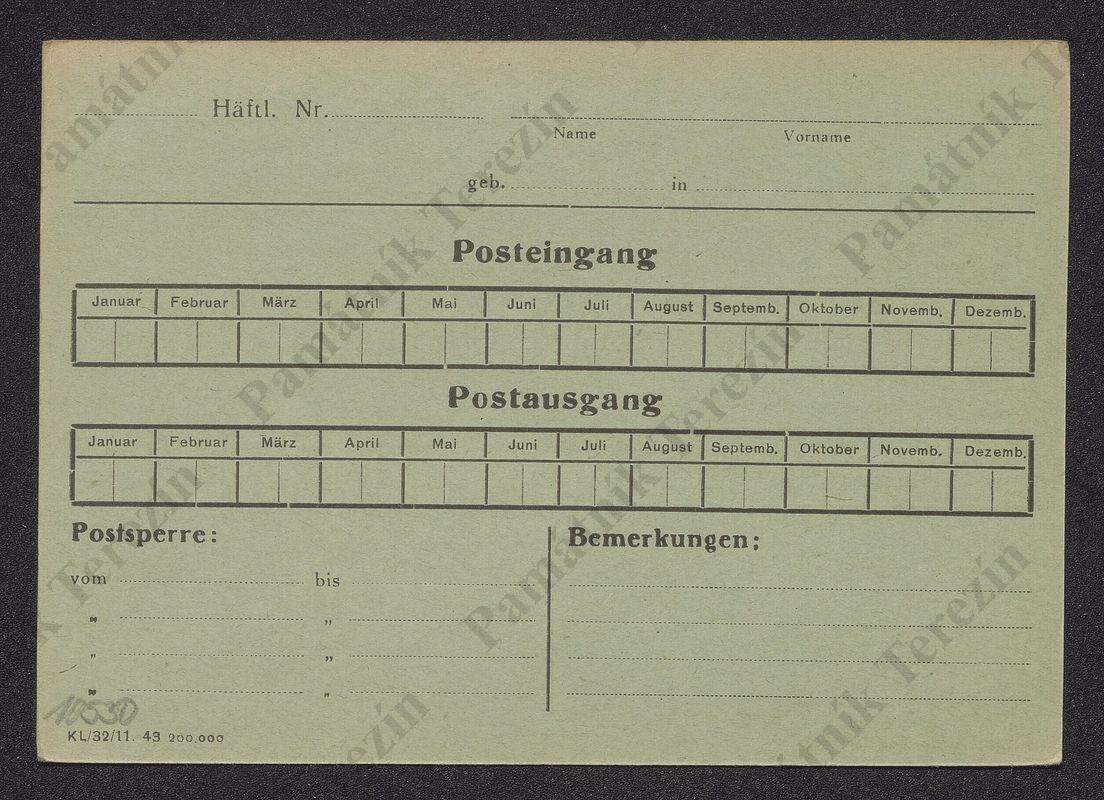 Häftl. Nr.
Name Vorname
geb. in
Posteingang
Januar Februar März April Mai Juni Juli August Septemb. Oktober Novemb. Dezemb.
Postausgang
Januar Februar März April Mai Juni Juli August Septemb. Oktober Novemb. Dezemb.
Postsperre:
vom bis
„ „
„ „
„ „
Bemerkungen:
10530
KL/32/11. 43 200.000
Památník Terezín